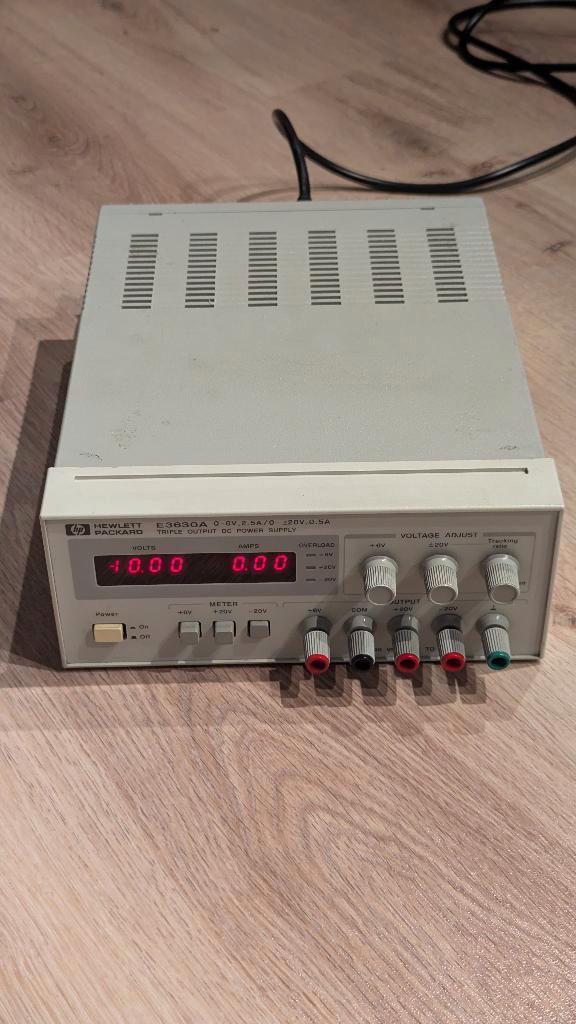 hp HEWLETT PACKARD E3630A 0-6V,2.5A/0-±20V,0.5A
TRIPLE OUTPUT DC POWER SUPPLY
VOLTS AMPS OVERLOAD
-10.00 0.00
+6V
+20V
-20V
VOLTAGE ADJUST
+6V ±20V Tracking ratio
Power
On
Off
METER
+6V +20V -20V
OUTPUT
+6V COM +20V -20V
TO